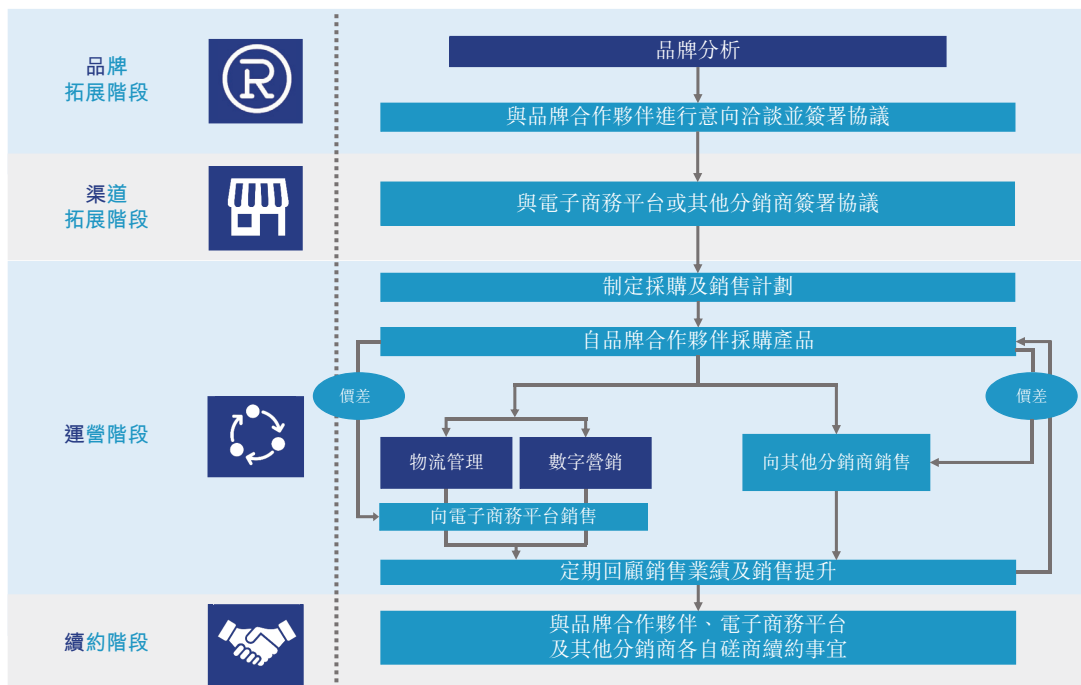 品牌
拓展階段
R
品牌分析
與品牌合作夥伴進行意向洽談並簽署協議
渠道
拓展階段
與電子商務平台或其他分銷商簽署協議
運營階段
制定採購及銷售計劃
自品牌合作夥伴採購產品
價差
價差
物流管理
數字營銷
向其他分銷商銷售
向電子商務平台銷售
定期回顧銷售業績及銷售提升
續約階段
與品牌合作夥伴、電子商務平台
及其他分銷商各自磋商續約事宜